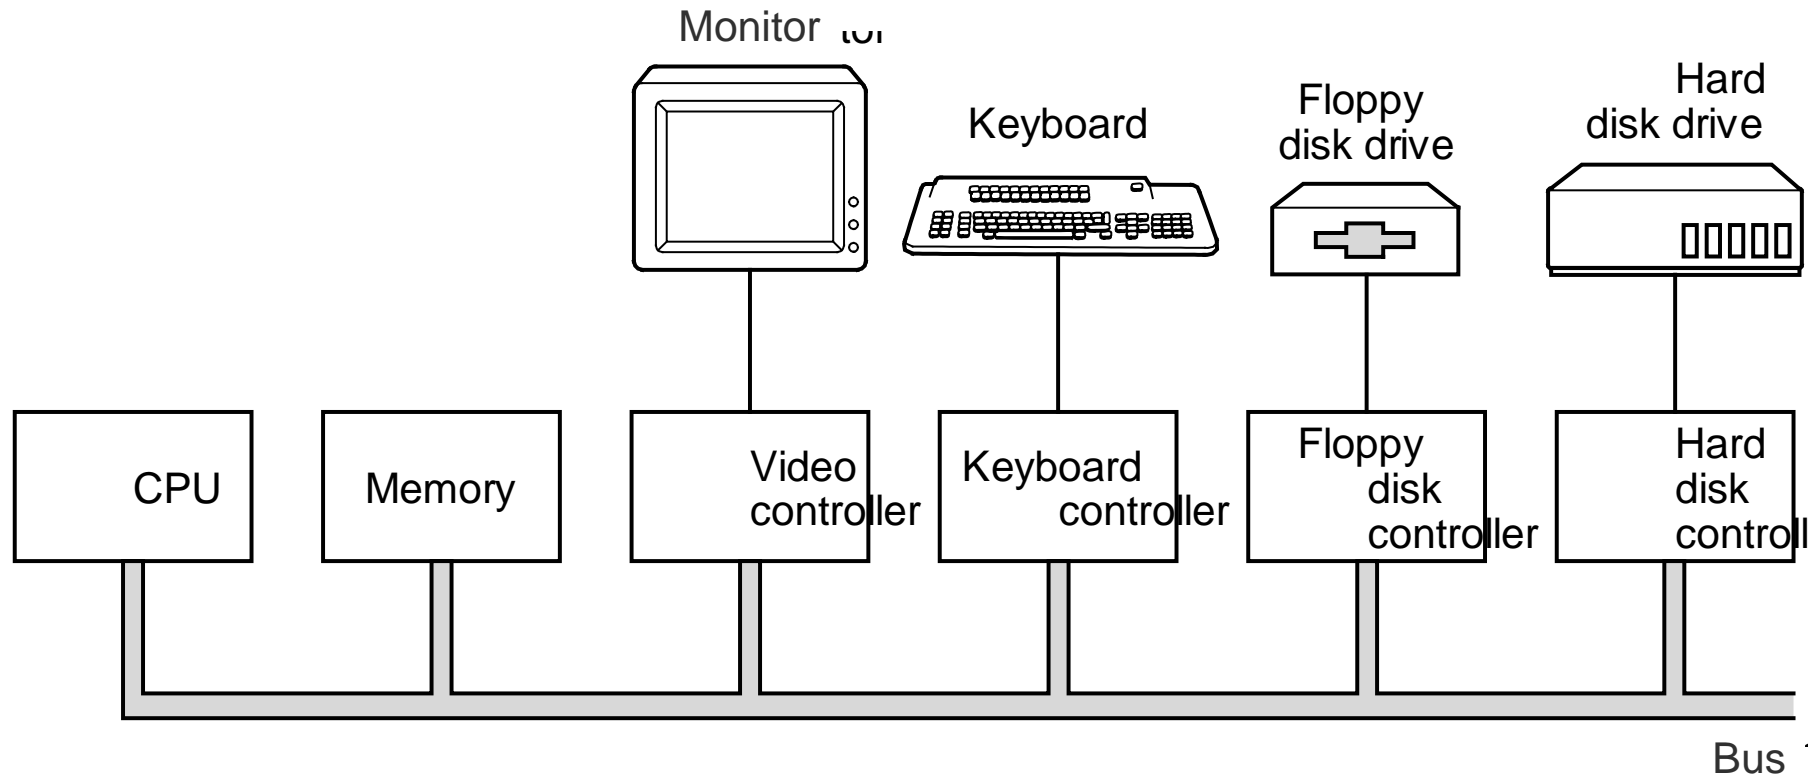 Monitor
Keyboard
Floppy
disk drive
Hard
disk drive
CPU
Memory
Video
controller
Keyboard
controller
Floppy
disk
controller
Hard
disk
controll
Bus